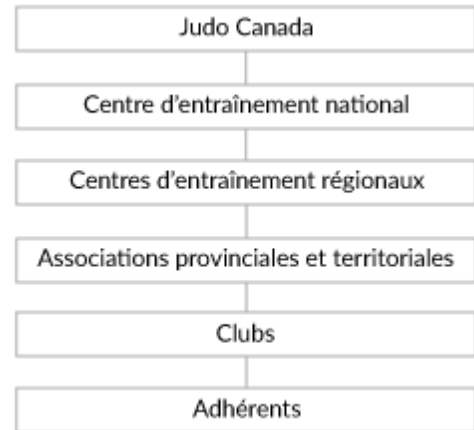 Judo Canada
Centre d'entraînement national
Centres d'entraînement régionaux
Associations provinciales et territoriales
Clubs
Adhérents